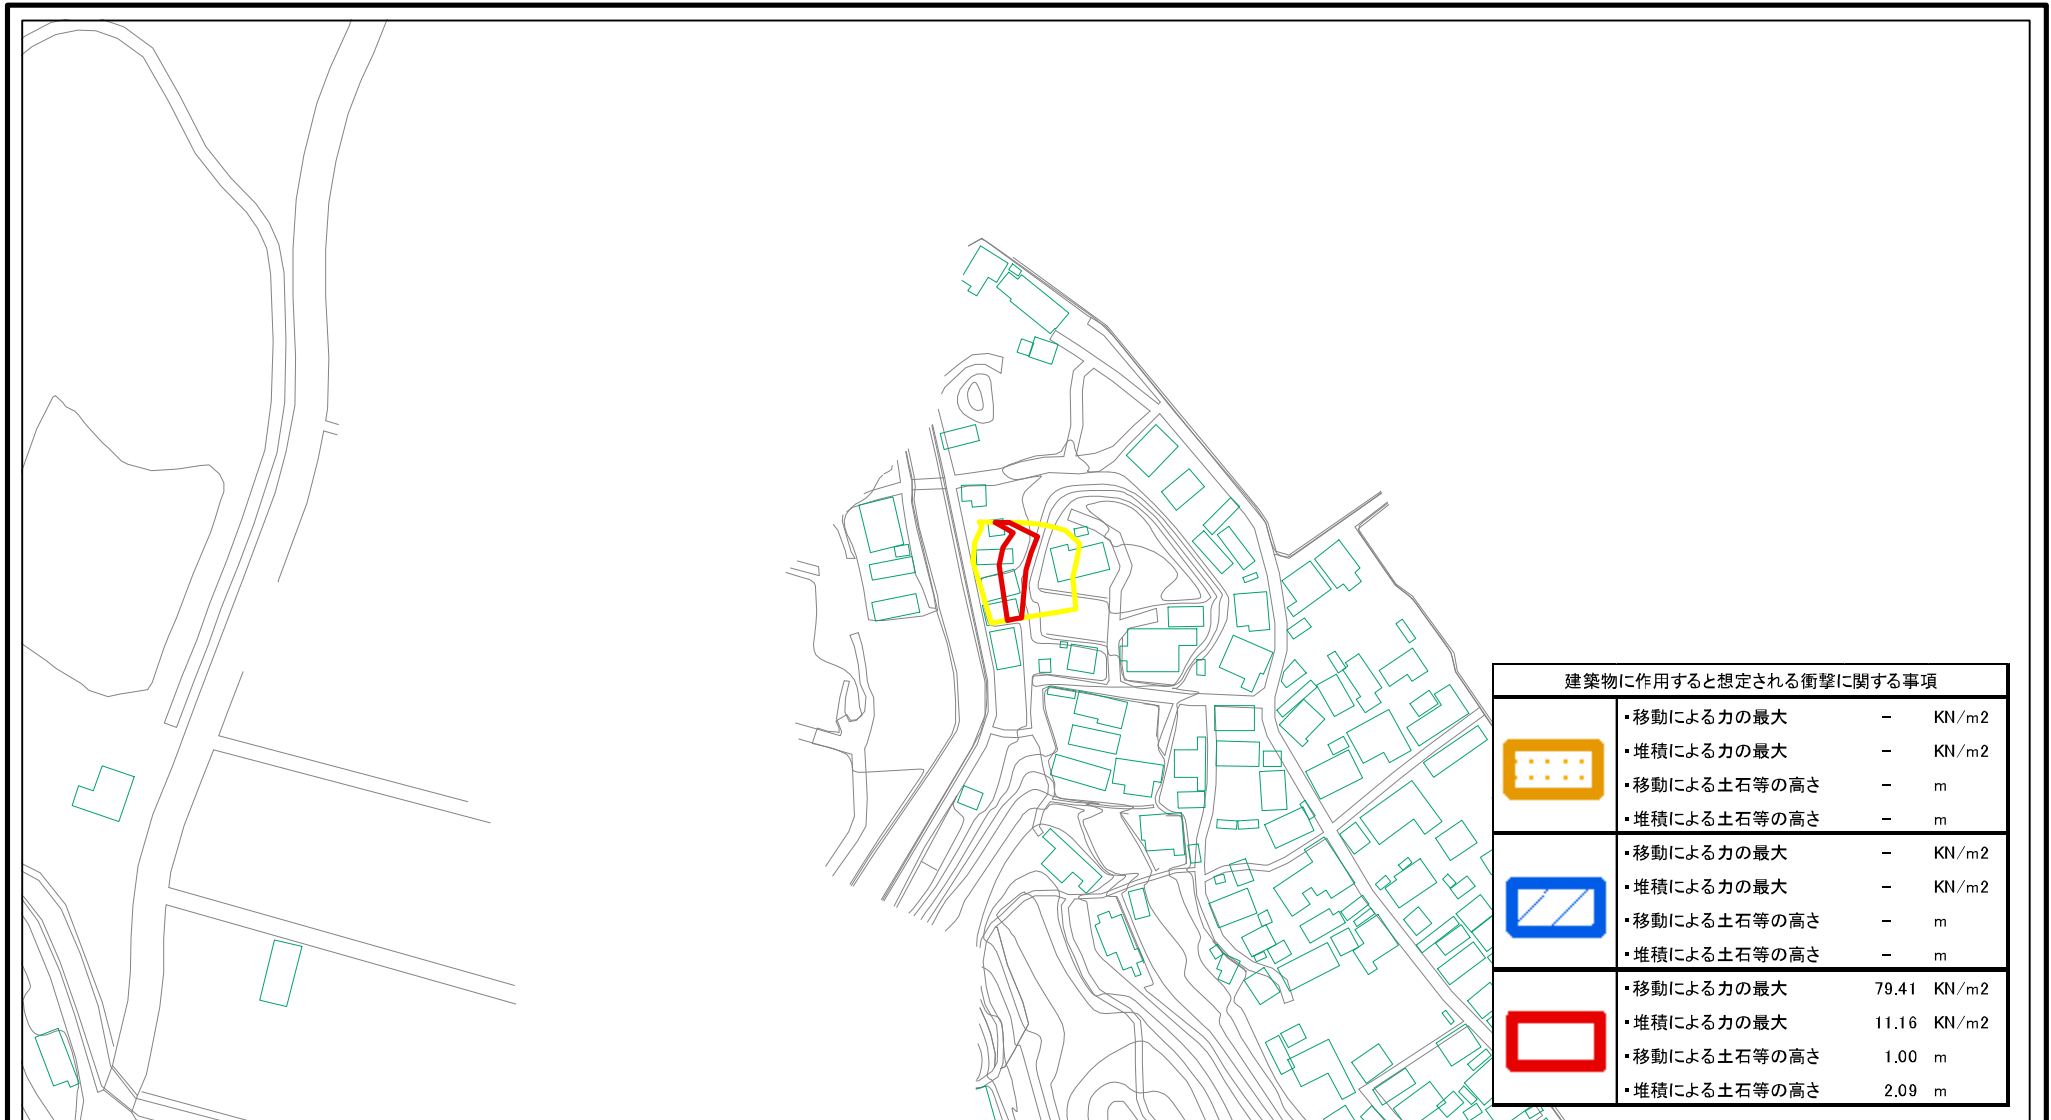 建築物に作用すると想定される衝撃に関する事項
・移動による力の最大 － KN/m2
・堆積による力の最大 － KN/m2
・移動による土石等の高さ － m
・堆積による土石等の高さ － m
・移動による力の最大 － KN/m2
・堆積による力の最大 － KN/m2
・移動による土石等の高さ － m
・堆積による土石等の高さ － m
・移動による力の最大 79.41 KN/m2
・堆積による力の最大 11.16 KN/m2
・移動による土石等の高さ 1.00 m
・堆積による土石等の高さ 2.09 m